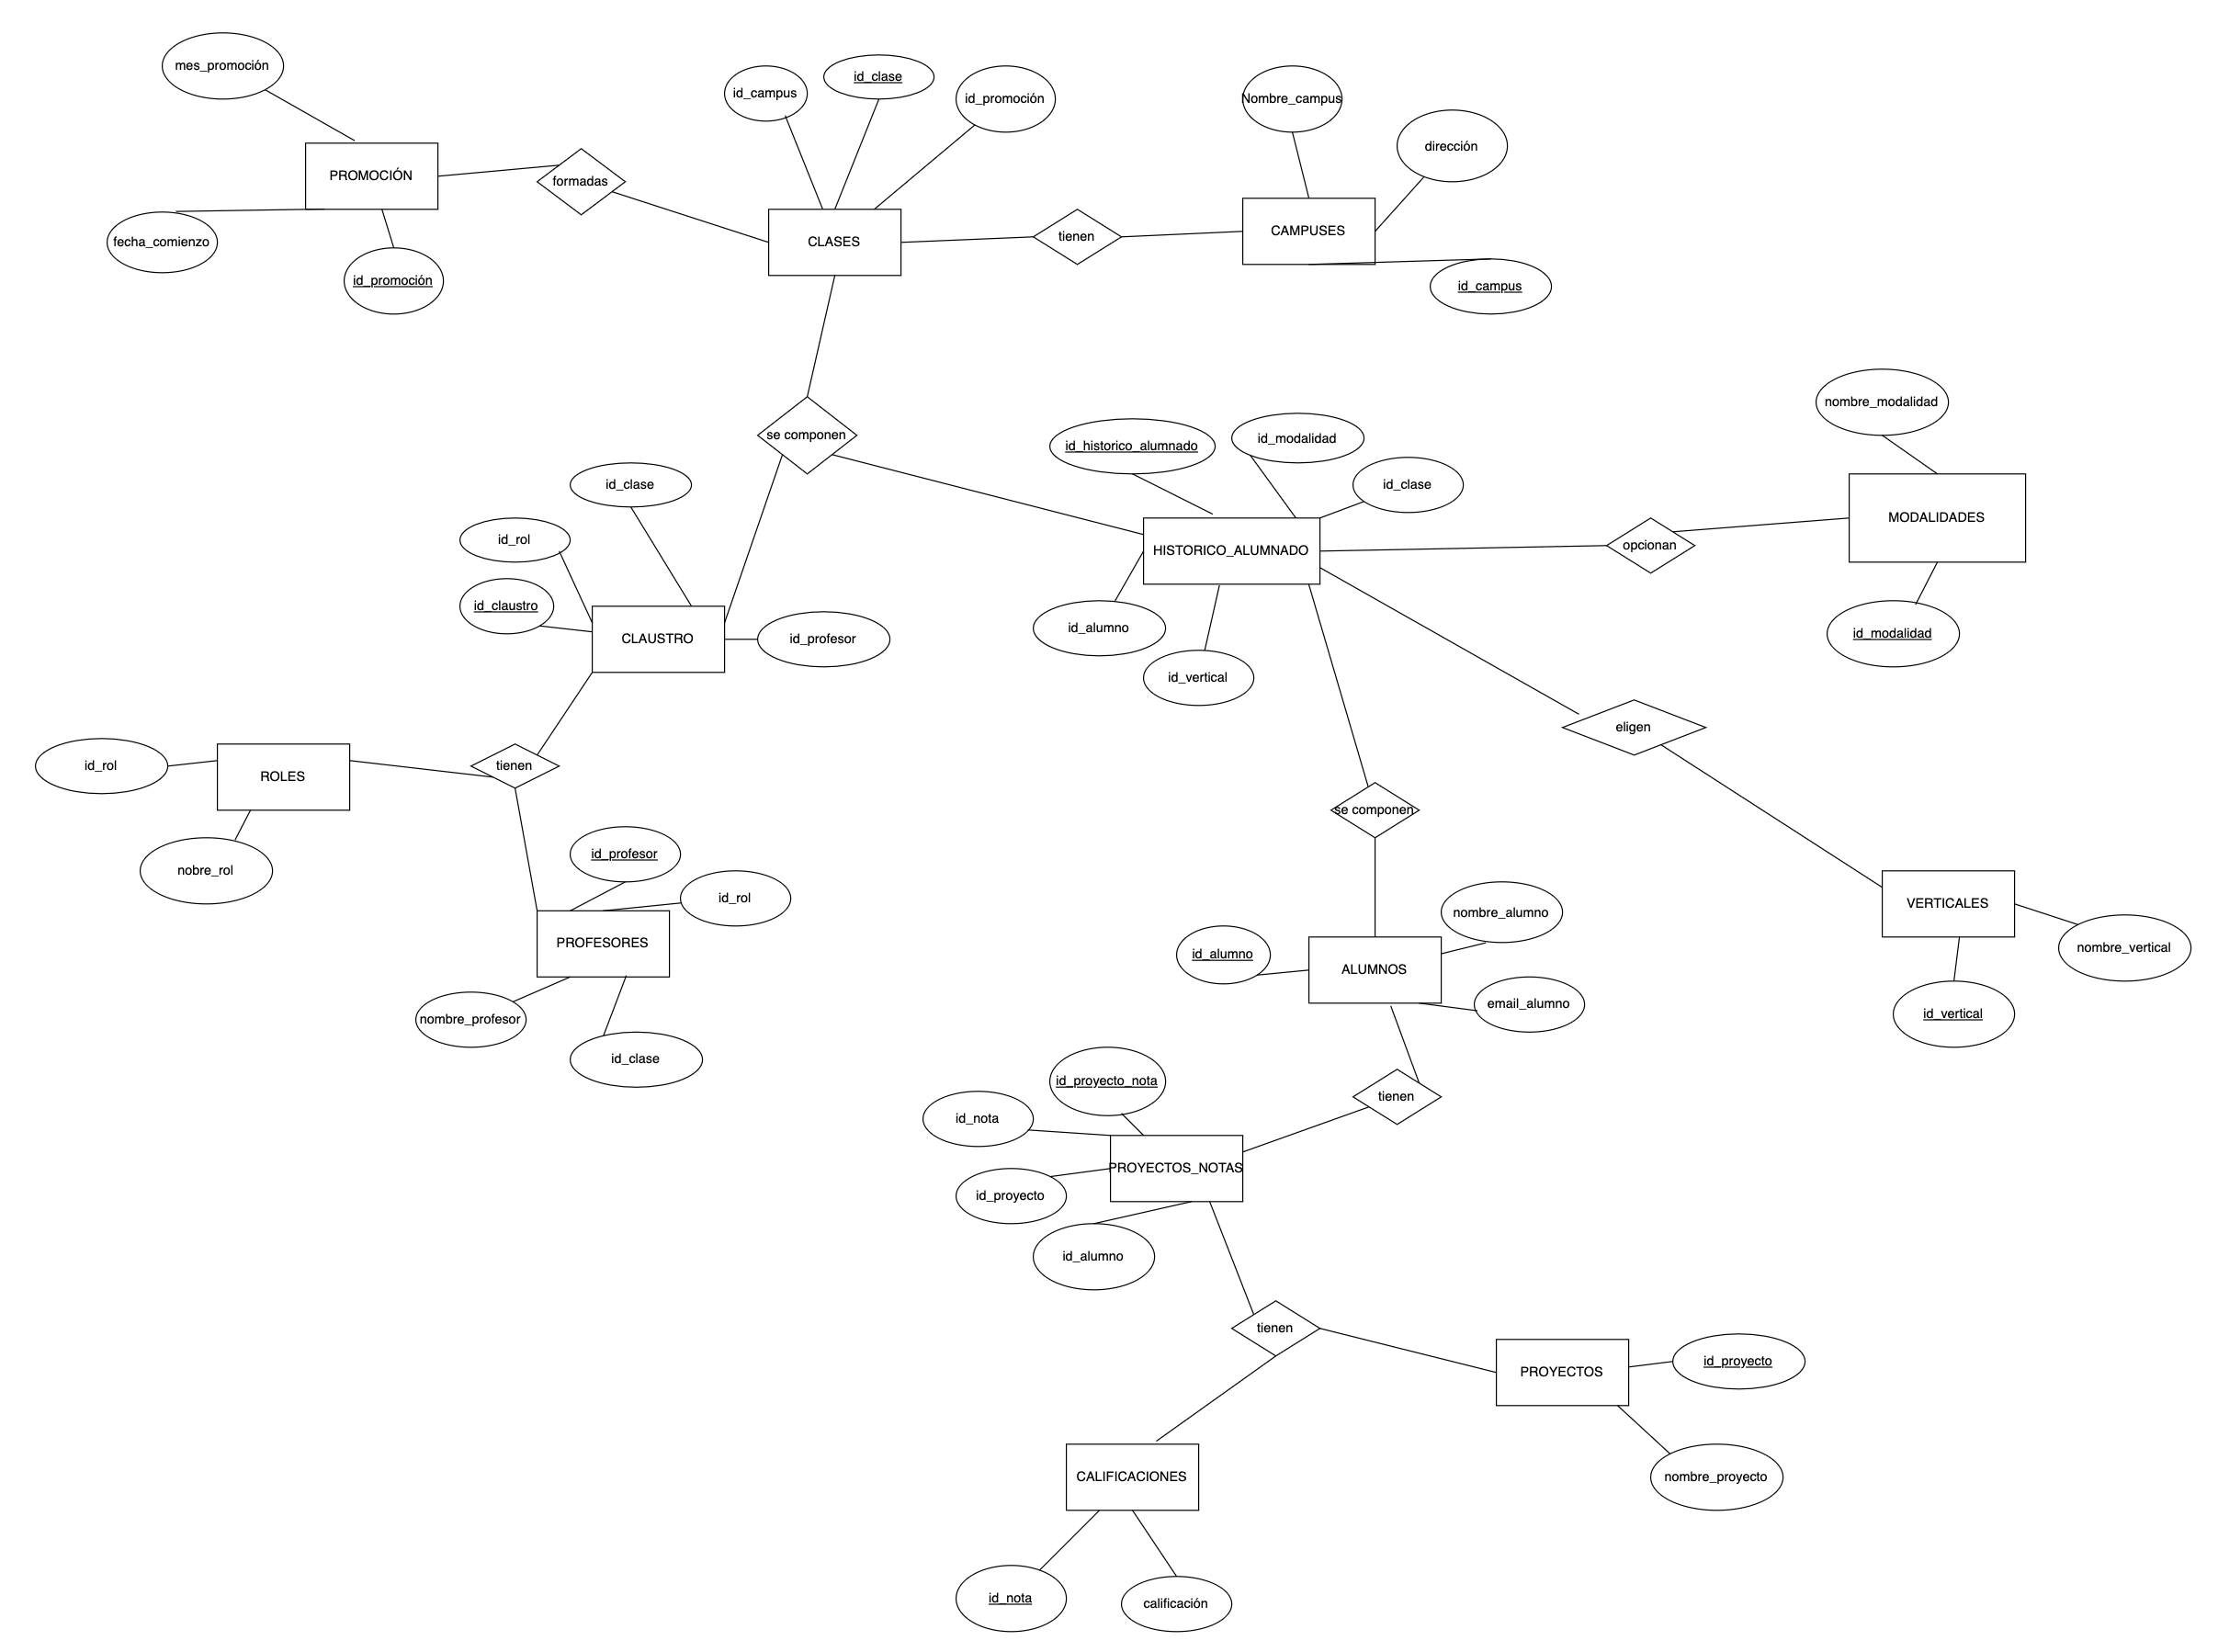 mes_promoción
id_campus
id_clase
id_promoción
Nombre_campus
dirección
PROMOCIÓN
formadas
CLASES
tienen
CAMPUSES
fecha_comienzo
id_promoción
id_campus
nombre_modalidad
se componen
id_historico_alumnado
id_modalidad
id_clase
id_clase
id_rol
HISTORICO_ALUMNADO
opcionan
MODALIDADES
id_claustro
CLAUSTRO
id_profesor
id_alumno
id_modalidad
id_vertical
eligen
id_rol
ROLES
tienen
se componen
nobre_rol
id_profesor
id_rol
nombre_alumno
VERTICALES
PROFESORES
id_alumno
ALUMNOS
nombre_vertical
nombre_profesor
email_alumno
id_vertical
id_clase
id_proyecto_nota
tienen
id_nota
PROYECTOS_NOTAS
id_proyecto
id_alumno
tienen
PROYECTOS
id_proyecto
CALIFICACIONES
nombre_proyecto
id_nota
calificación